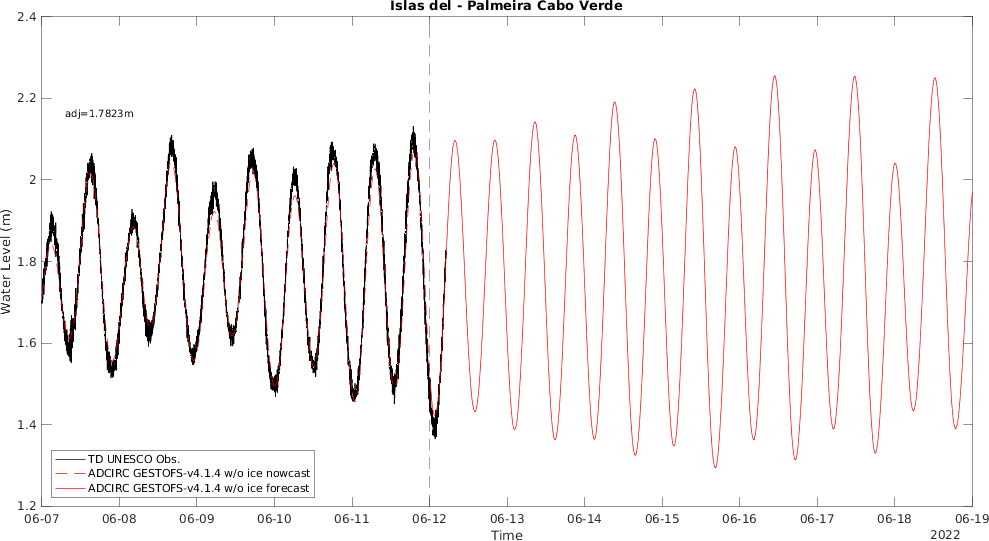 Islas del - Palmeira Cabo Verde
2.4
2.2
2
1.8
1.6
1.4
1.2
Water Level (m)
adj=1.7823m
TD UNESCO Obs.
ADCIRC GESTOFS-v4.1.4 w/o ice nowcast
ADCIRC GESTOFS-v4.1.4 w/o ice forecast
06-07 06-08 06-09 06-10 06-11 06-12 06-13 06-14 06-15 06-16 06-17 06-18 06-19
Time
2022